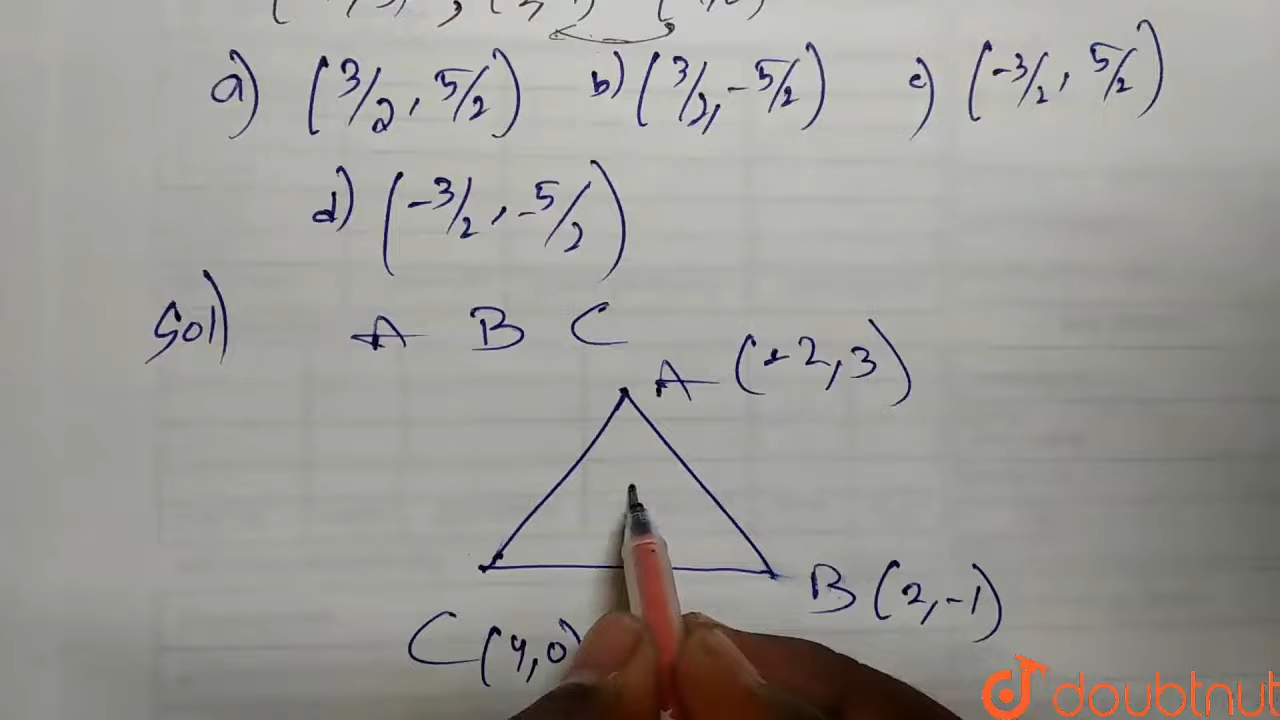 a) (3/2, 5/2) b) (3/2, -5/2) c) (-3/2, 5/2)
d) (-3/2, -5/2)
Sol)
A B C
A (-2, 3)
B (2, -1)
C (4, 0)
doubtnut